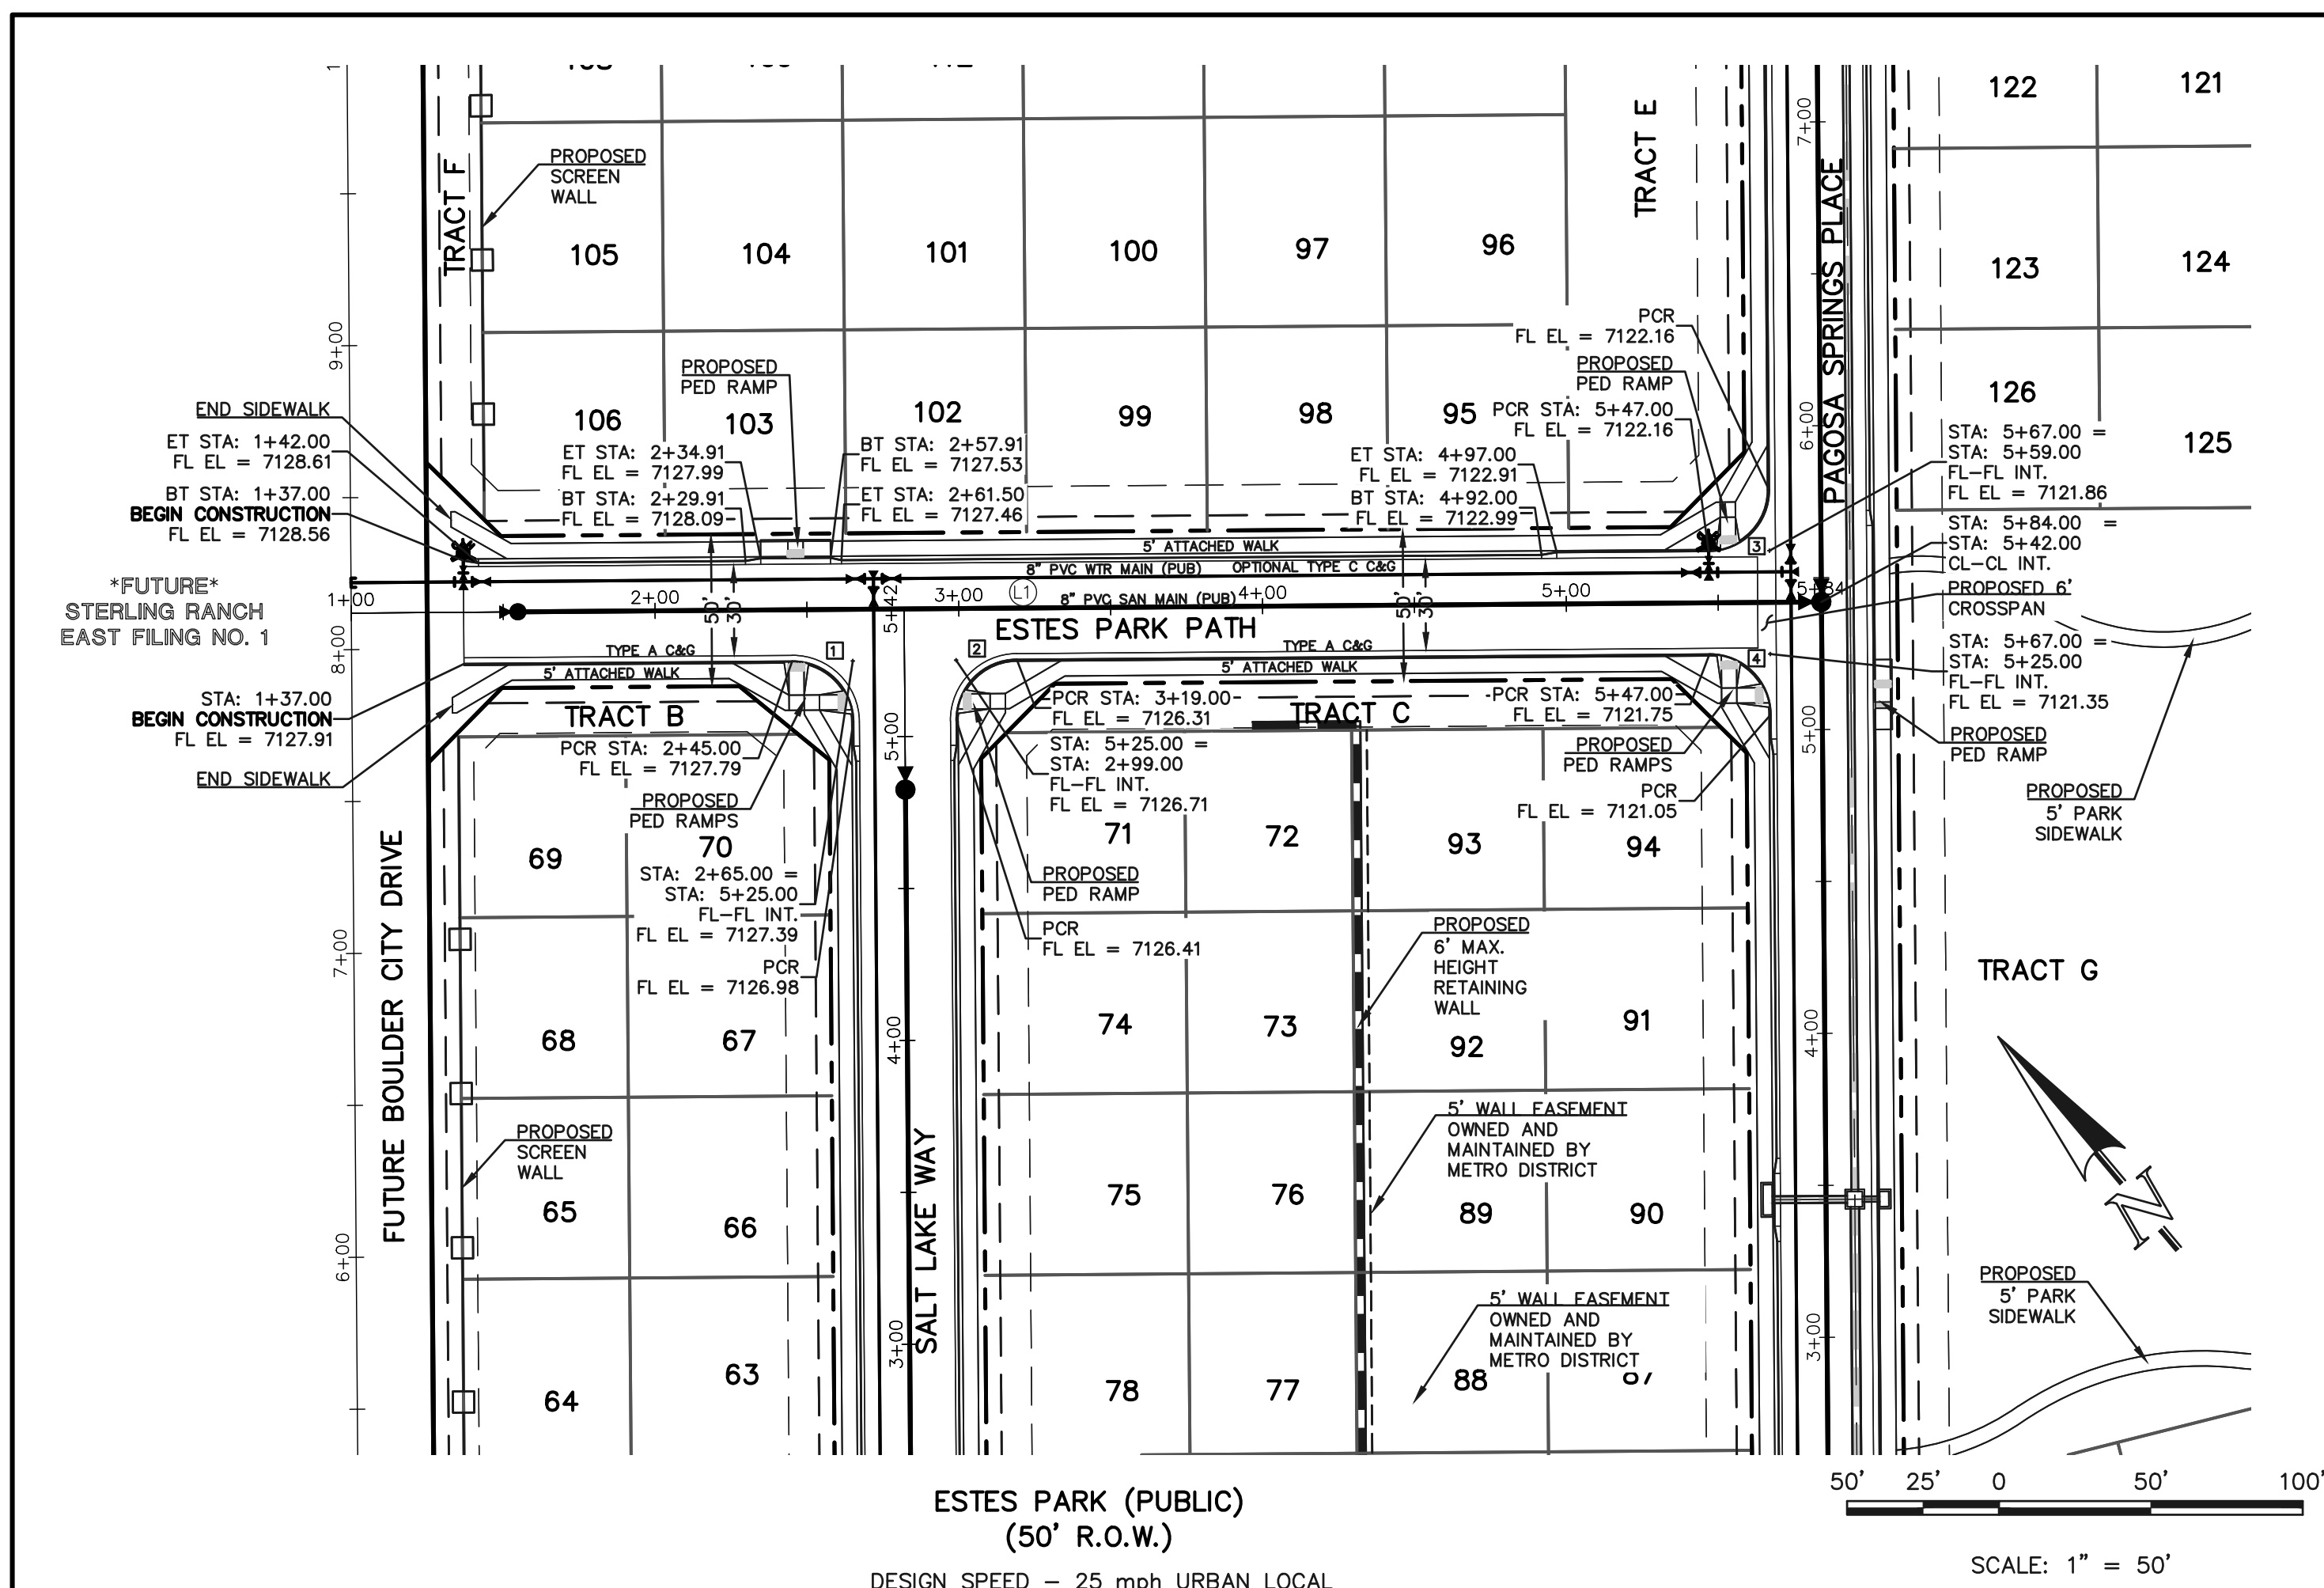 TRACT F
PROPOSED
SCREEN
WALL
TRACT E
7+00
PAGOSA SPRINGS PLACE
122
121
105
104
101
100
97
96
123
124
9+00
PCR
FL EL = 7122.16
PROPOSED
PED RAMP
PCR STA: 5+47.00
FL EL = 7122.16
PROPOSED
PED RAMP
106
103
102
99
98
95
126
125
6+00
END SIDEWALK
ET STA: 1+42.00
FL EL = 7128.61
BT STA: 1+37.00
BEGIN CONSTRUCTION
FL EL = 7128.56
ET STA: 2+34.91
FL EL = 7127.99
BT STA: 2+29.91
FL EL = 7128.09
BT STA: 2+57.91
FL EL = 7127.53
ET STA: 2+61.50
FL EL = 7127.46
ET STA: 4+97.00
FL EL = 7122.91
BT STA: 4+92.00
FL EL = 7122.99
STA: 5+67.00 =
STA: 5+59.00
FL-FL INT.
FL EL = 7121.86
STA: 5+84.00 =
STA: 5+42.00
CL-CL INT.
PROPOSED 6'
CROSSPAN
STA: 5+67.00 =
STA: 5+25.00
FL-FL INT.
FL EL = 7121.35
PROPOSED
PED RAMP
PROPOSED
5' PARK
SIDEWALK
5' ATTACHED WALK
3
8" PVC WTR MAIN (PUB)
OPTIONAL TYPE C C&G
*FUTURE*
STERLING RANCH
EAST FILING NO. 1
1+00
2+00
3+00
L1
4+00
5+00
5+84
8" PVC SAN MAIN (PUB)
50'
30'
50'
30'
5+42
ESTES PARK PATH
8+00
TYPE A C&G
5' ATTACHED WALK
1
2
TYPE A C&G
5' ATTACHED WALK
4
STA: 1+37.00
BEGIN CONSTRUCTION
FL EL = 7127.91
END SIDEWALK
TRACT B
PCR STA: 2+45.00
FL EL = 7127.79
PROPOSED
PED RAMPS
PCR STA: 3+19.00
FL EL = 7126.31
STA: 5+25.00 =
STA: 2+99.00
FL-FL INT.
FL EL = 7126.71
TRACT C
PCR STA: 5+47.00
FL EL = 7121.75
PROPOSED
PED RAMPS
PCR
FL EL = 7121.05
5+00
5+00
69
70
71
72
93
94
STA: 2+65.00 =
STA: 5+25.00
FL-FL INT.
FL EL = 7127.39
PCR
FL EL = 7126.98
PROPOSED
PED RAMP
PCR
FL EL = 7126.41
PROPOSED
6' MAX.
HEIGHT
RETAINING
WALL
FUTURE BOULDER CITY DRIVE
7+00
TRACT G
68
67
4+00
74
73
92
91
4+00
PROPOSED
SCREEN
WALL
5' WALL EASEMENT
OWNED AND
MAINTAINED BY
METRO DISTRICT
N
65
66
SALT LAKE WAY
75
76
89
90
6+00
PROPOSED
5' PARK
SIDEWALK
3+00
5' WALL EASEMENT
OWNED AND
MAINTAINED BY
METRO DISTRICT
3+00
64
63
78
77
88
ESTES PARK (PUBLIC)
(50' R.O.W.)
DESIGN SPEED - 25 mph URBAN LOCAL
50' 25' 0 50' 100'
SCALE: 1" = 50'